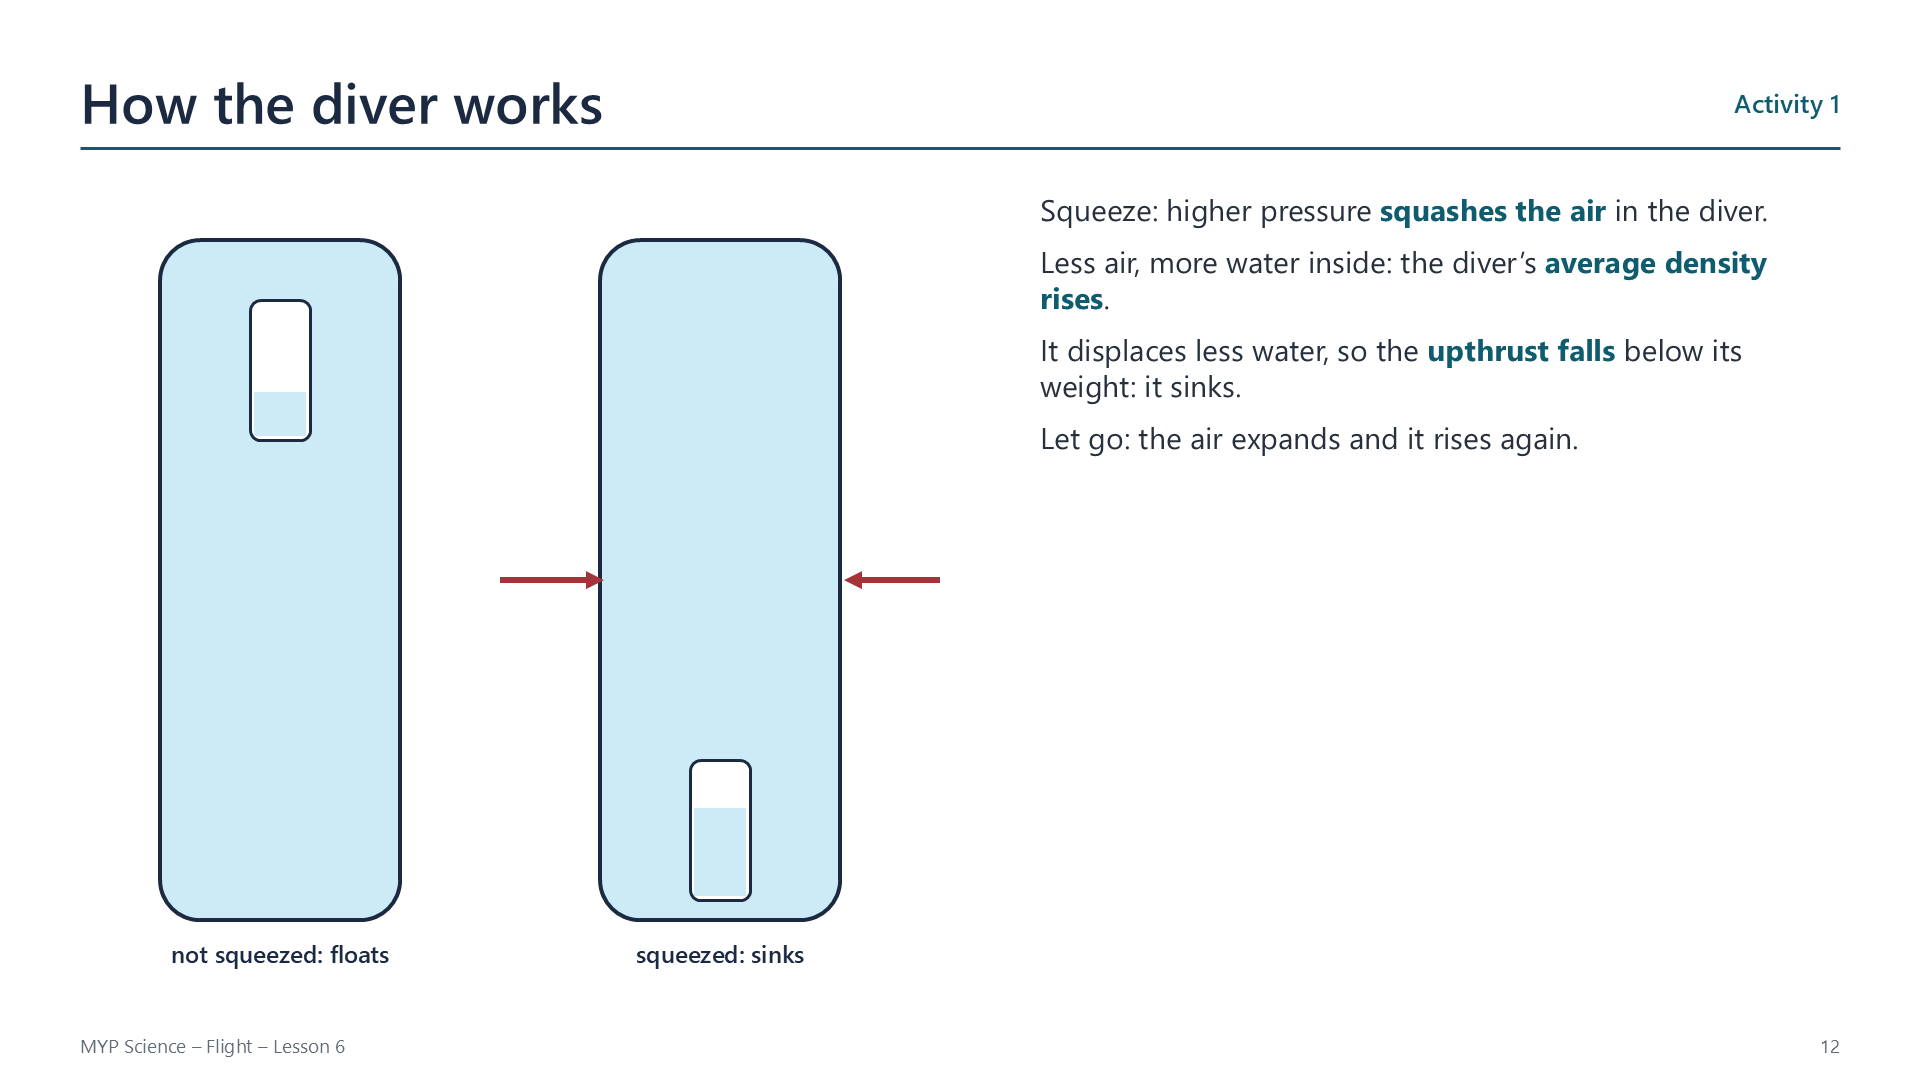 How the diver works
Activity 1
Squeeze: higher pressure squashes the air in the diver.
Less air, more water inside: the diver’s average density
rises.
It displaces less water, so the upthrust falls below its
weight: it sinks.
Let go: the air expands and it rises again.
not squeezed: floats
squeezed: sinks
MYP Science – Flight – Lesson 6
12